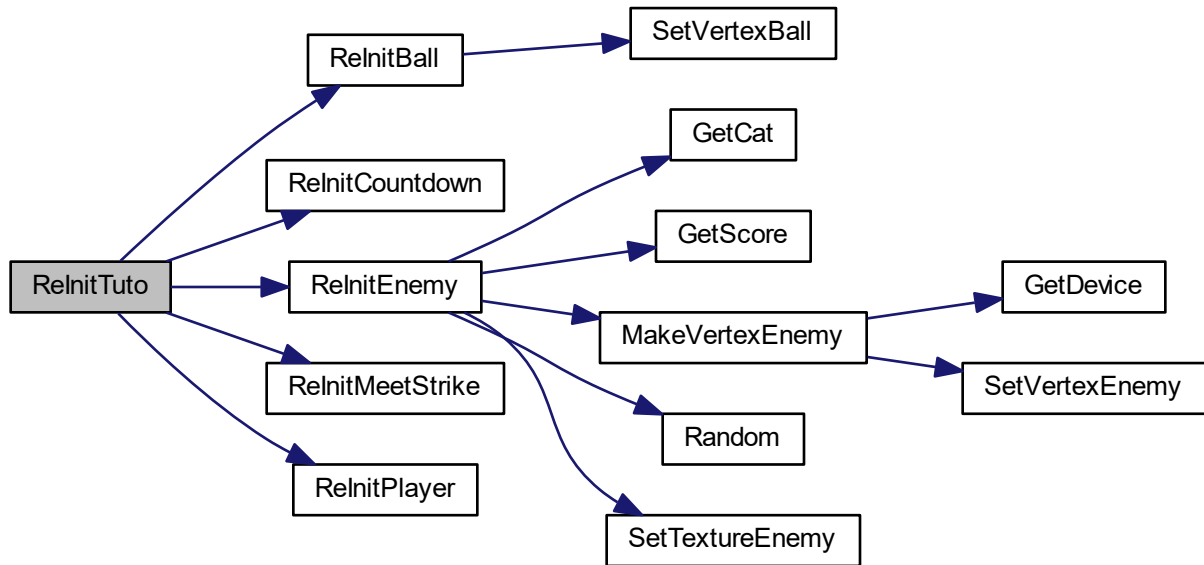 ReInitTuto
ReInitBall
SetVertexBall
ReInitCountdown
ReInitEnemy
GetCat
GetScore
MakeVertexEnemy
GetDevice
SetVertexEnemy
Random
SetTextureEnemy
ReInitMeetStrike
ReInitPlayer